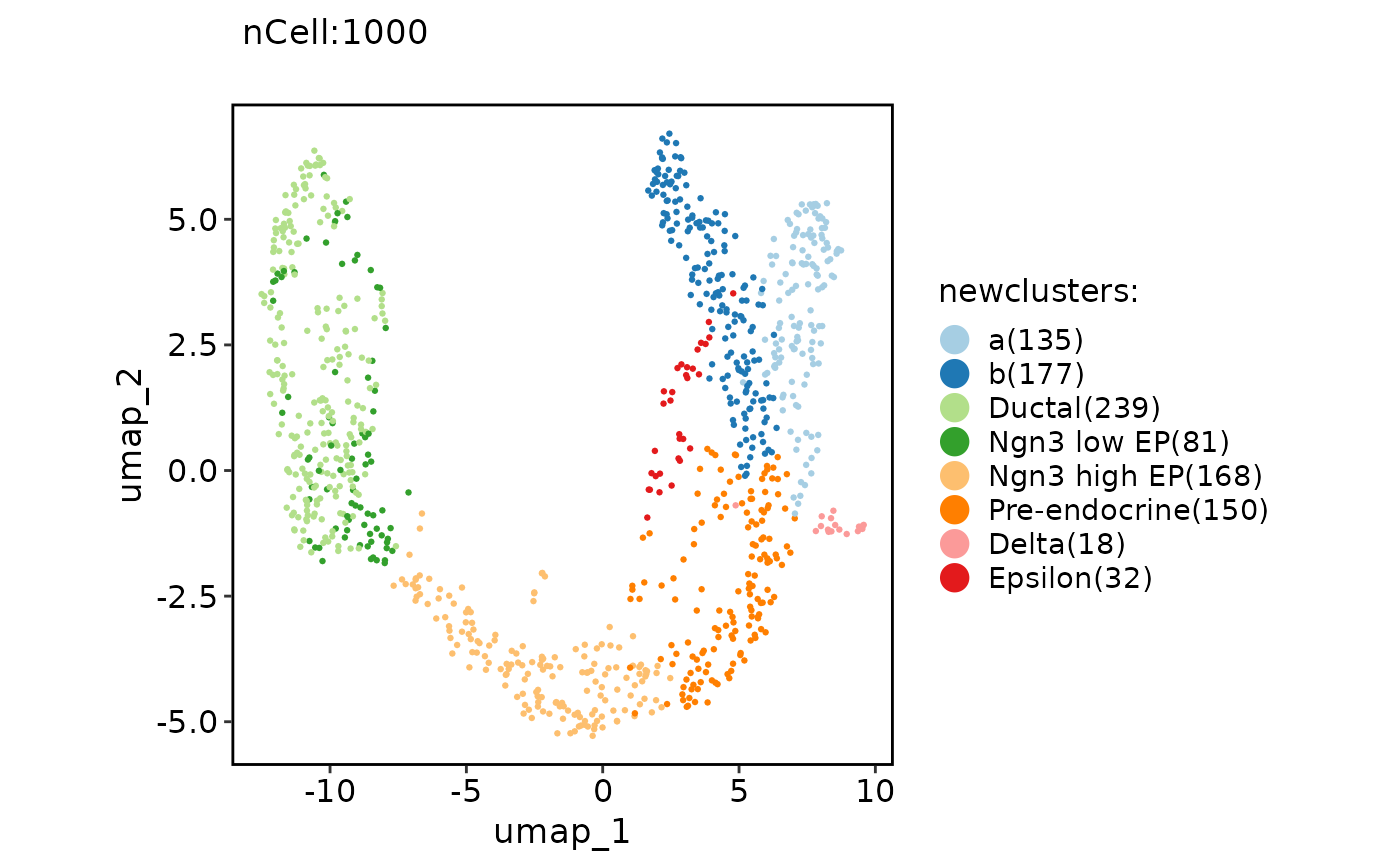 nCell:1000
umap_2
5.0
2.5
0.0
-2.5
-5.0
-10
-5
0
5
10
umap_1
newclusters:
a(135)
b(177)
Ductal(239)
Ngn3 low EP(81)
Ngn3 high EP(168)
Pre-endocrine(150)
Delta(18)
Epsilon(32)